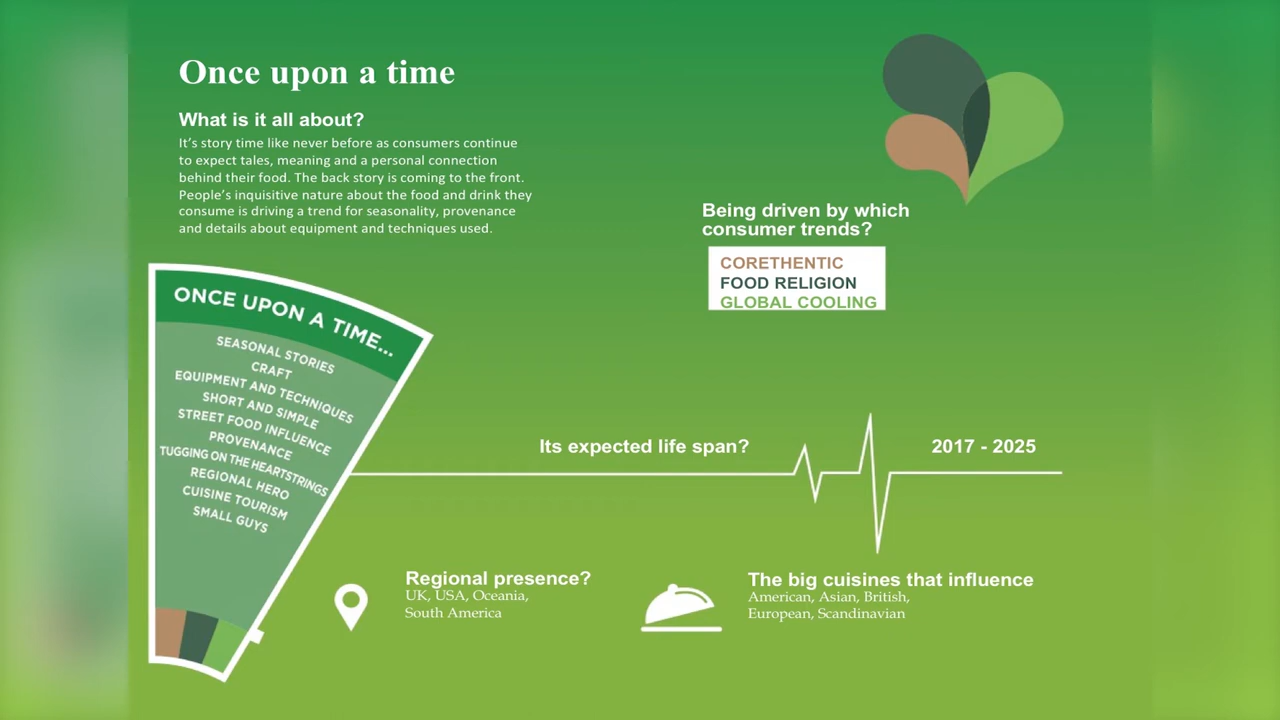 Once upon a time
What is it all about?
It's story time like never before as consumers continue
to expect tales, meaning and a personal connection
behind their food. The back story is coming to the front.
People's inquisitive nature about the food and drink they
consume is driving a trend for seasonality, provenance
and details about equipment and techniques used.
Being driven by which
consumer trends?
CORETHENTIC
FOOD RELIGION
GLOBAL COOLING
ONCE UPON A TIME...
SEASONAL STORIES
CRAFT
EQUIPMENT AND TECHNIQUES
SHORT AND SIMPLE
STREET FOOD INFLUENCE
PROVENANCE
TUGGING ON THE HEARTSTRINGS
REGIONAL HERO
CUISINE TOURISM
SMALL GUYS
Its expected life span?
2017 - 2025
Regional presence?
UK, USA, Oceania,
South America
The big cuisines that influence
American, Asian, British,
European, Scandinavian